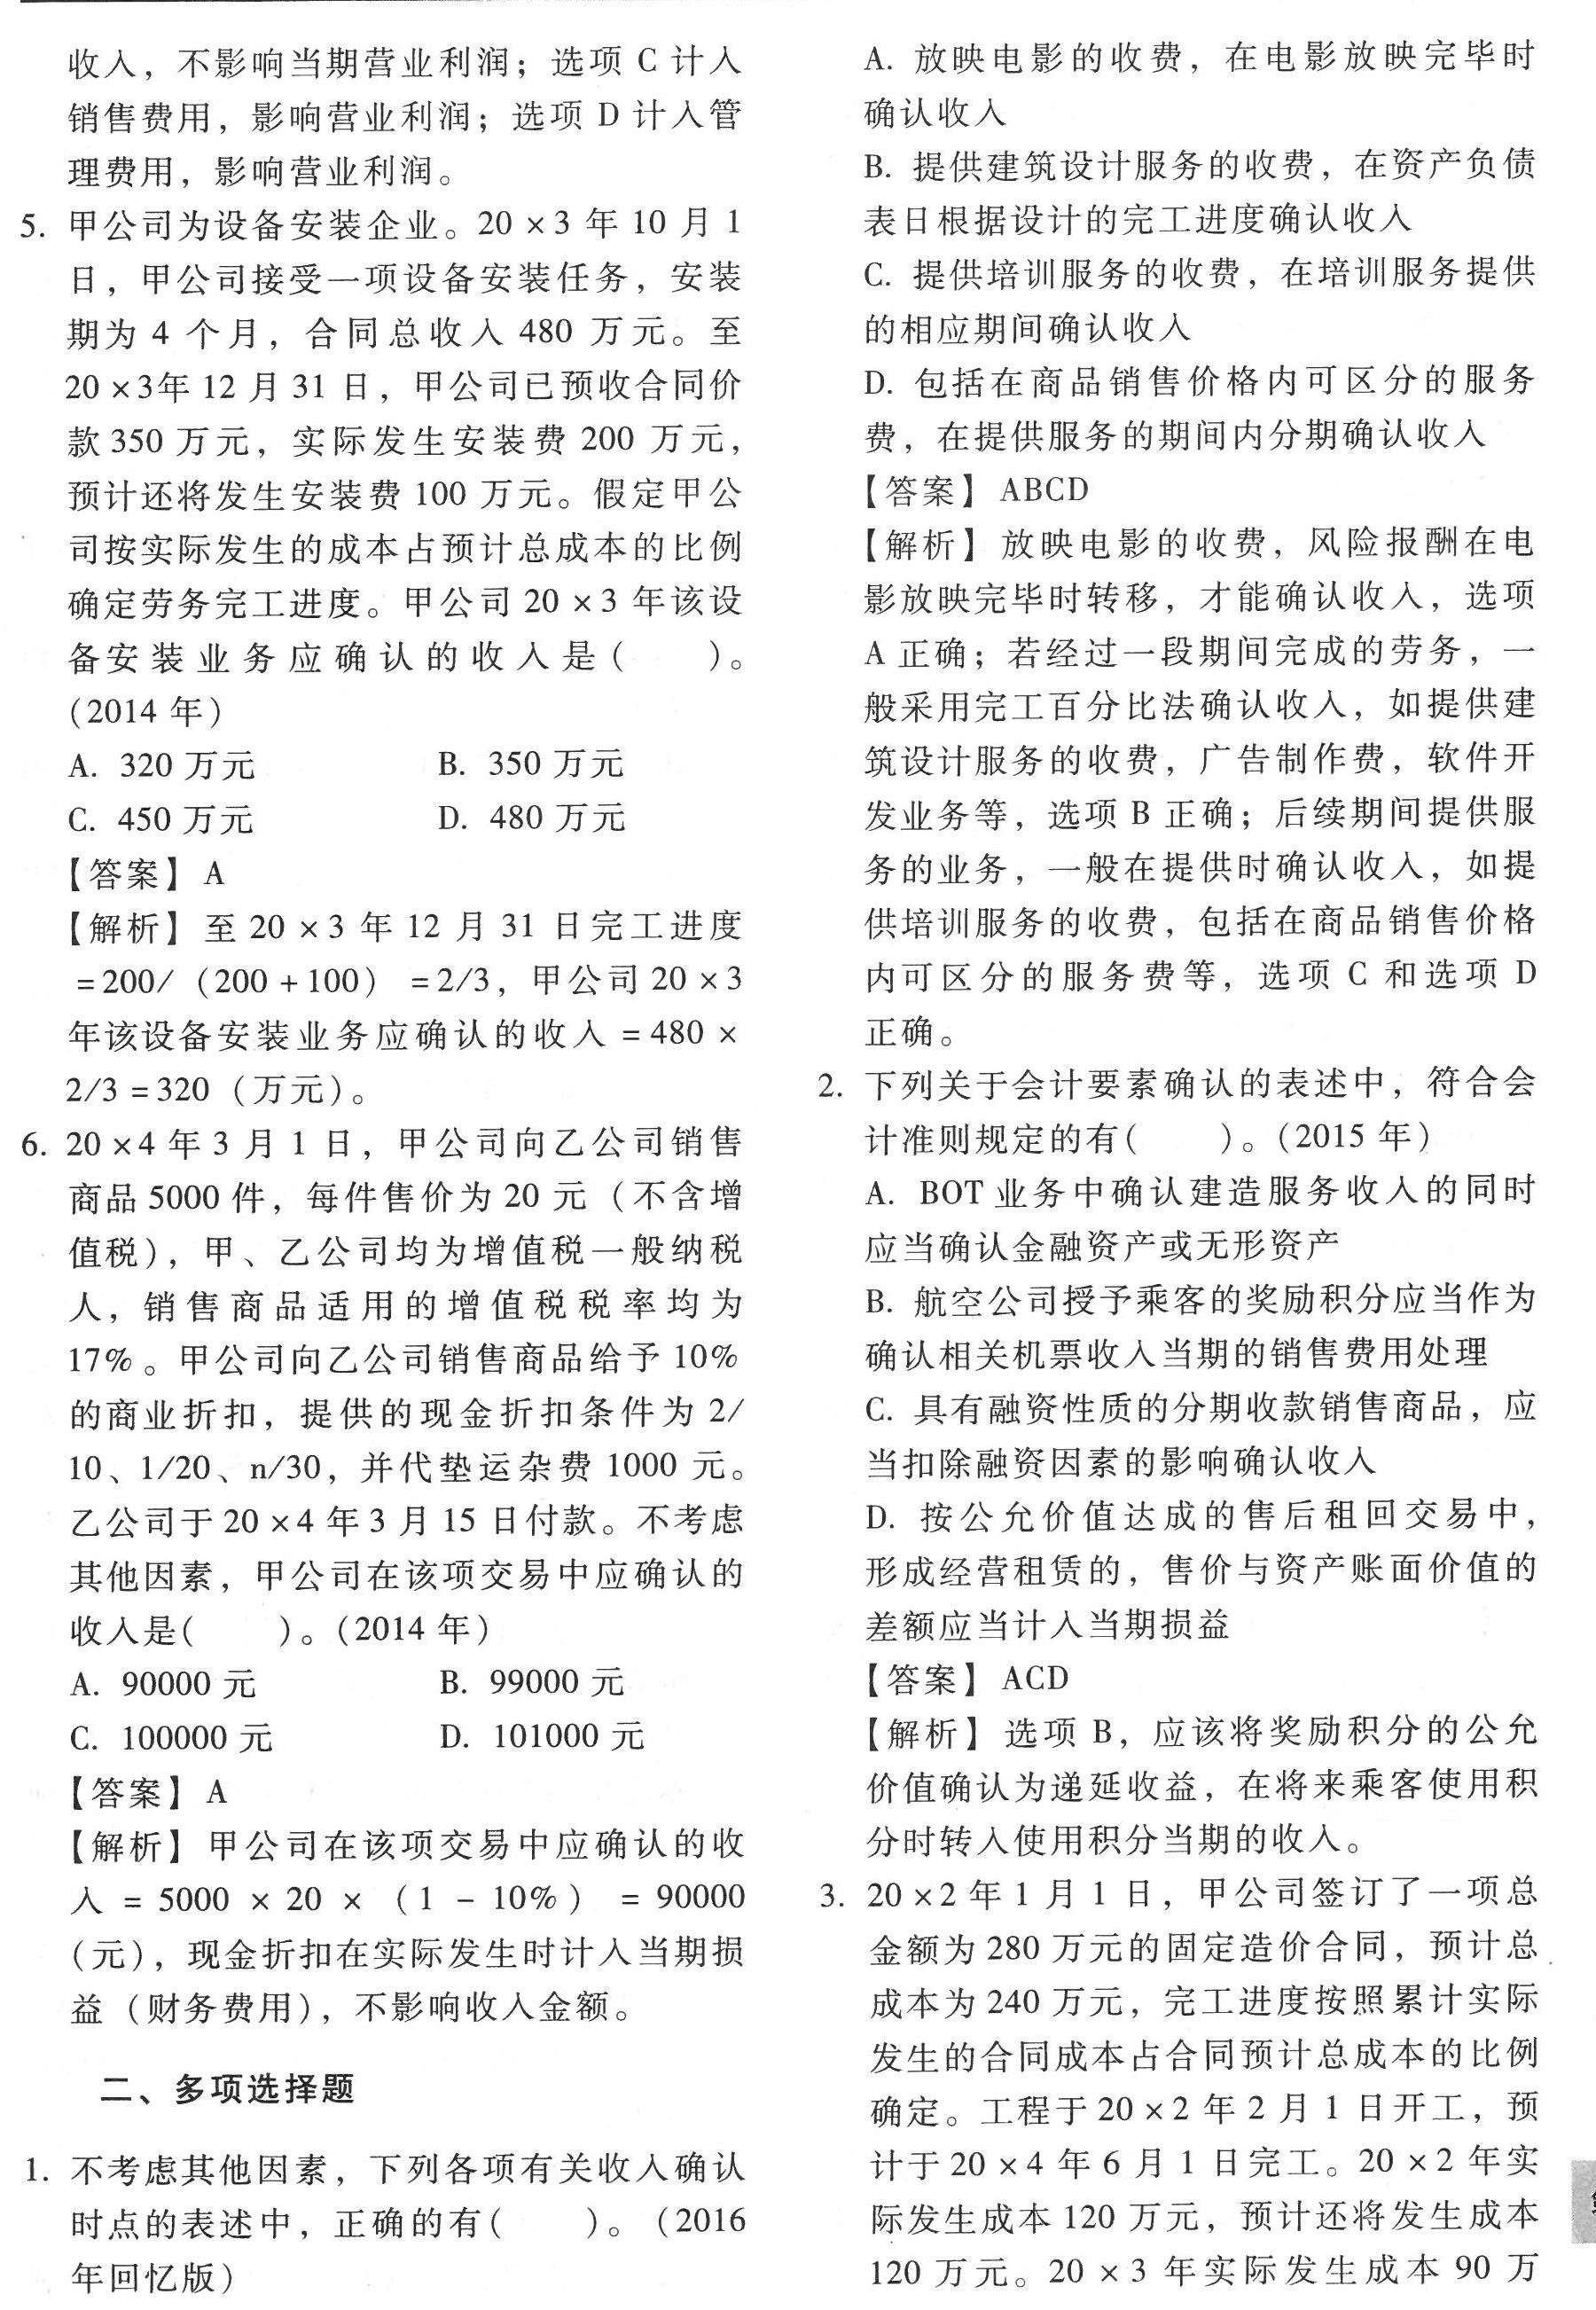 收入，不影响当期营业利润；选项 C 计入
销售费用，影响营业利润；选项 D 计入管
理费用，影响营业利润。
5. 甲公司为设备安装企业。20 ×3 年 10 月 1
日，甲公司接受一项设备安装任务，安装
期为 4 个月，合同总收入 480 万元。至
20 ×3年 12 月 31 日，甲公司已预收合同价
款 350 万元，实际发生安装费 200 万元，
预计还将发生安装费 100 万元。假定甲公
司按实际发生的成本占预计总成本的比例
确定劳务完工进度。甲公司 20 ×3 年该设
备安装业务应确认的收入是(　　)。
(2014 年)
A. 320 万元　　B. 350 万元
C. 450 万元　　D. 480 万元
【答案】 A
【解析】 至 20 ×3 年 12 月 31 日完工进度
=200/ (200 +100) =2/3，甲公司 20 ×3
年该设备安装业务应确认的收入 =480 ×
2/3 =320 (万元)。
6. 20 ×4 年 3 月 1 日，甲公司向乙公司销售
商品 5000 件，每件售价为 20 元 (不含增
值税)，甲、乙公司均为增值税一般纳税
人，销售商品适用的增值税税率均为
17%。甲公司向乙公司销售商品给予 10%
的商业折扣，提供的现金折扣条件为 2/
10、1/20、n/30，并代垫运杂费 1000 元。
乙公司于 20 ×4 年 3 月 15 日付款。不考虑
其他因素，甲公司在该项交易中应确认的
收入是(　　)。(2014 年)
A. 90000 元　　B. 99000 元
C. 100000 元　　D. 101000 元
【答案】 A
【解析】 甲公司在该项交易中应确认的收
入 = 5000 × 20 × (1 - 10%) = 90000
(元)，现金折扣在实际发生时计入当期损
益 (财务费用)，不影响收入金额。
二、多项选择题
1. 不考虑其他因素，下列各项有关收入确认
时点的表述中，正确的有(　　)。(2016
年回忆版)
A. 放映电影的收费，在电影放映完毕时
确认收入
B. 提供建筑设计服务的收费，在资产负债
表日根据设计的完工进度确认收入
C. 提供培训服务的收费，在培训服务提供
的相应期间确认收入
D. 包括在商品销售价格内可区分的服务
费，在提供服务的期间内分期确认收入
【答案】 ABCD
【解析】 放映电影的收费，风险报酬在电
影放映完毕时转移，才能确认收入，选项
A 正确；若经过一段期间完成的劳务，一
般采用完工百分比法确认收入，如提供建
筑设计服务的收费，广告制作费，软件开
发业务等，选项 B 正确；后续期间提供服
务的业务，一般在提供时确认收入，如提
供培训服务的收费，包括在商品销售价格
内可区分的服务费等，选项 C 和选项 D
正确。
2. 下列关于会计要素确认的表述中，符合会
计准则规定的有(　　)。(2015 年)
A. BOT 业务中确认建造服务收入的同时
应当确认金融资产或无形资产
B. 航空公司授予乘客的奖励积分应当作为
确认相关机票收入当期的销售费用处理
C. 具有融资性质的分期收款销售商品，应
当扣除融资因素的影响确认收入
D. 按公允价值达成的售后租回交易中，
形成经营租赁的，售价与资产账面价值的
差额应当计入当期损益
【答案】 ACD
【解析】 选项 B，应该将奖励积分的公允
价值确认为递延收益，在将来乘客使用积
分时转入使用积分当期的收入。
3. 20 ×2 年 1 月 1 日，甲公司签订了一项总
金额为 280 万元的固定造价合同，预计总
成本为 240 万元，完工进度按照累计实际
发生的合同成本占合同预计总成本的比例
确定。工程于 20 ×2 年 2 月 1 日开工，预
计于 20 ×4 年 6 月 1 日完工。20 ×2 年实
际发生成本 120 万元，预计还将发生成本
120 万元。20 ×3 年实际发生成本 90 万